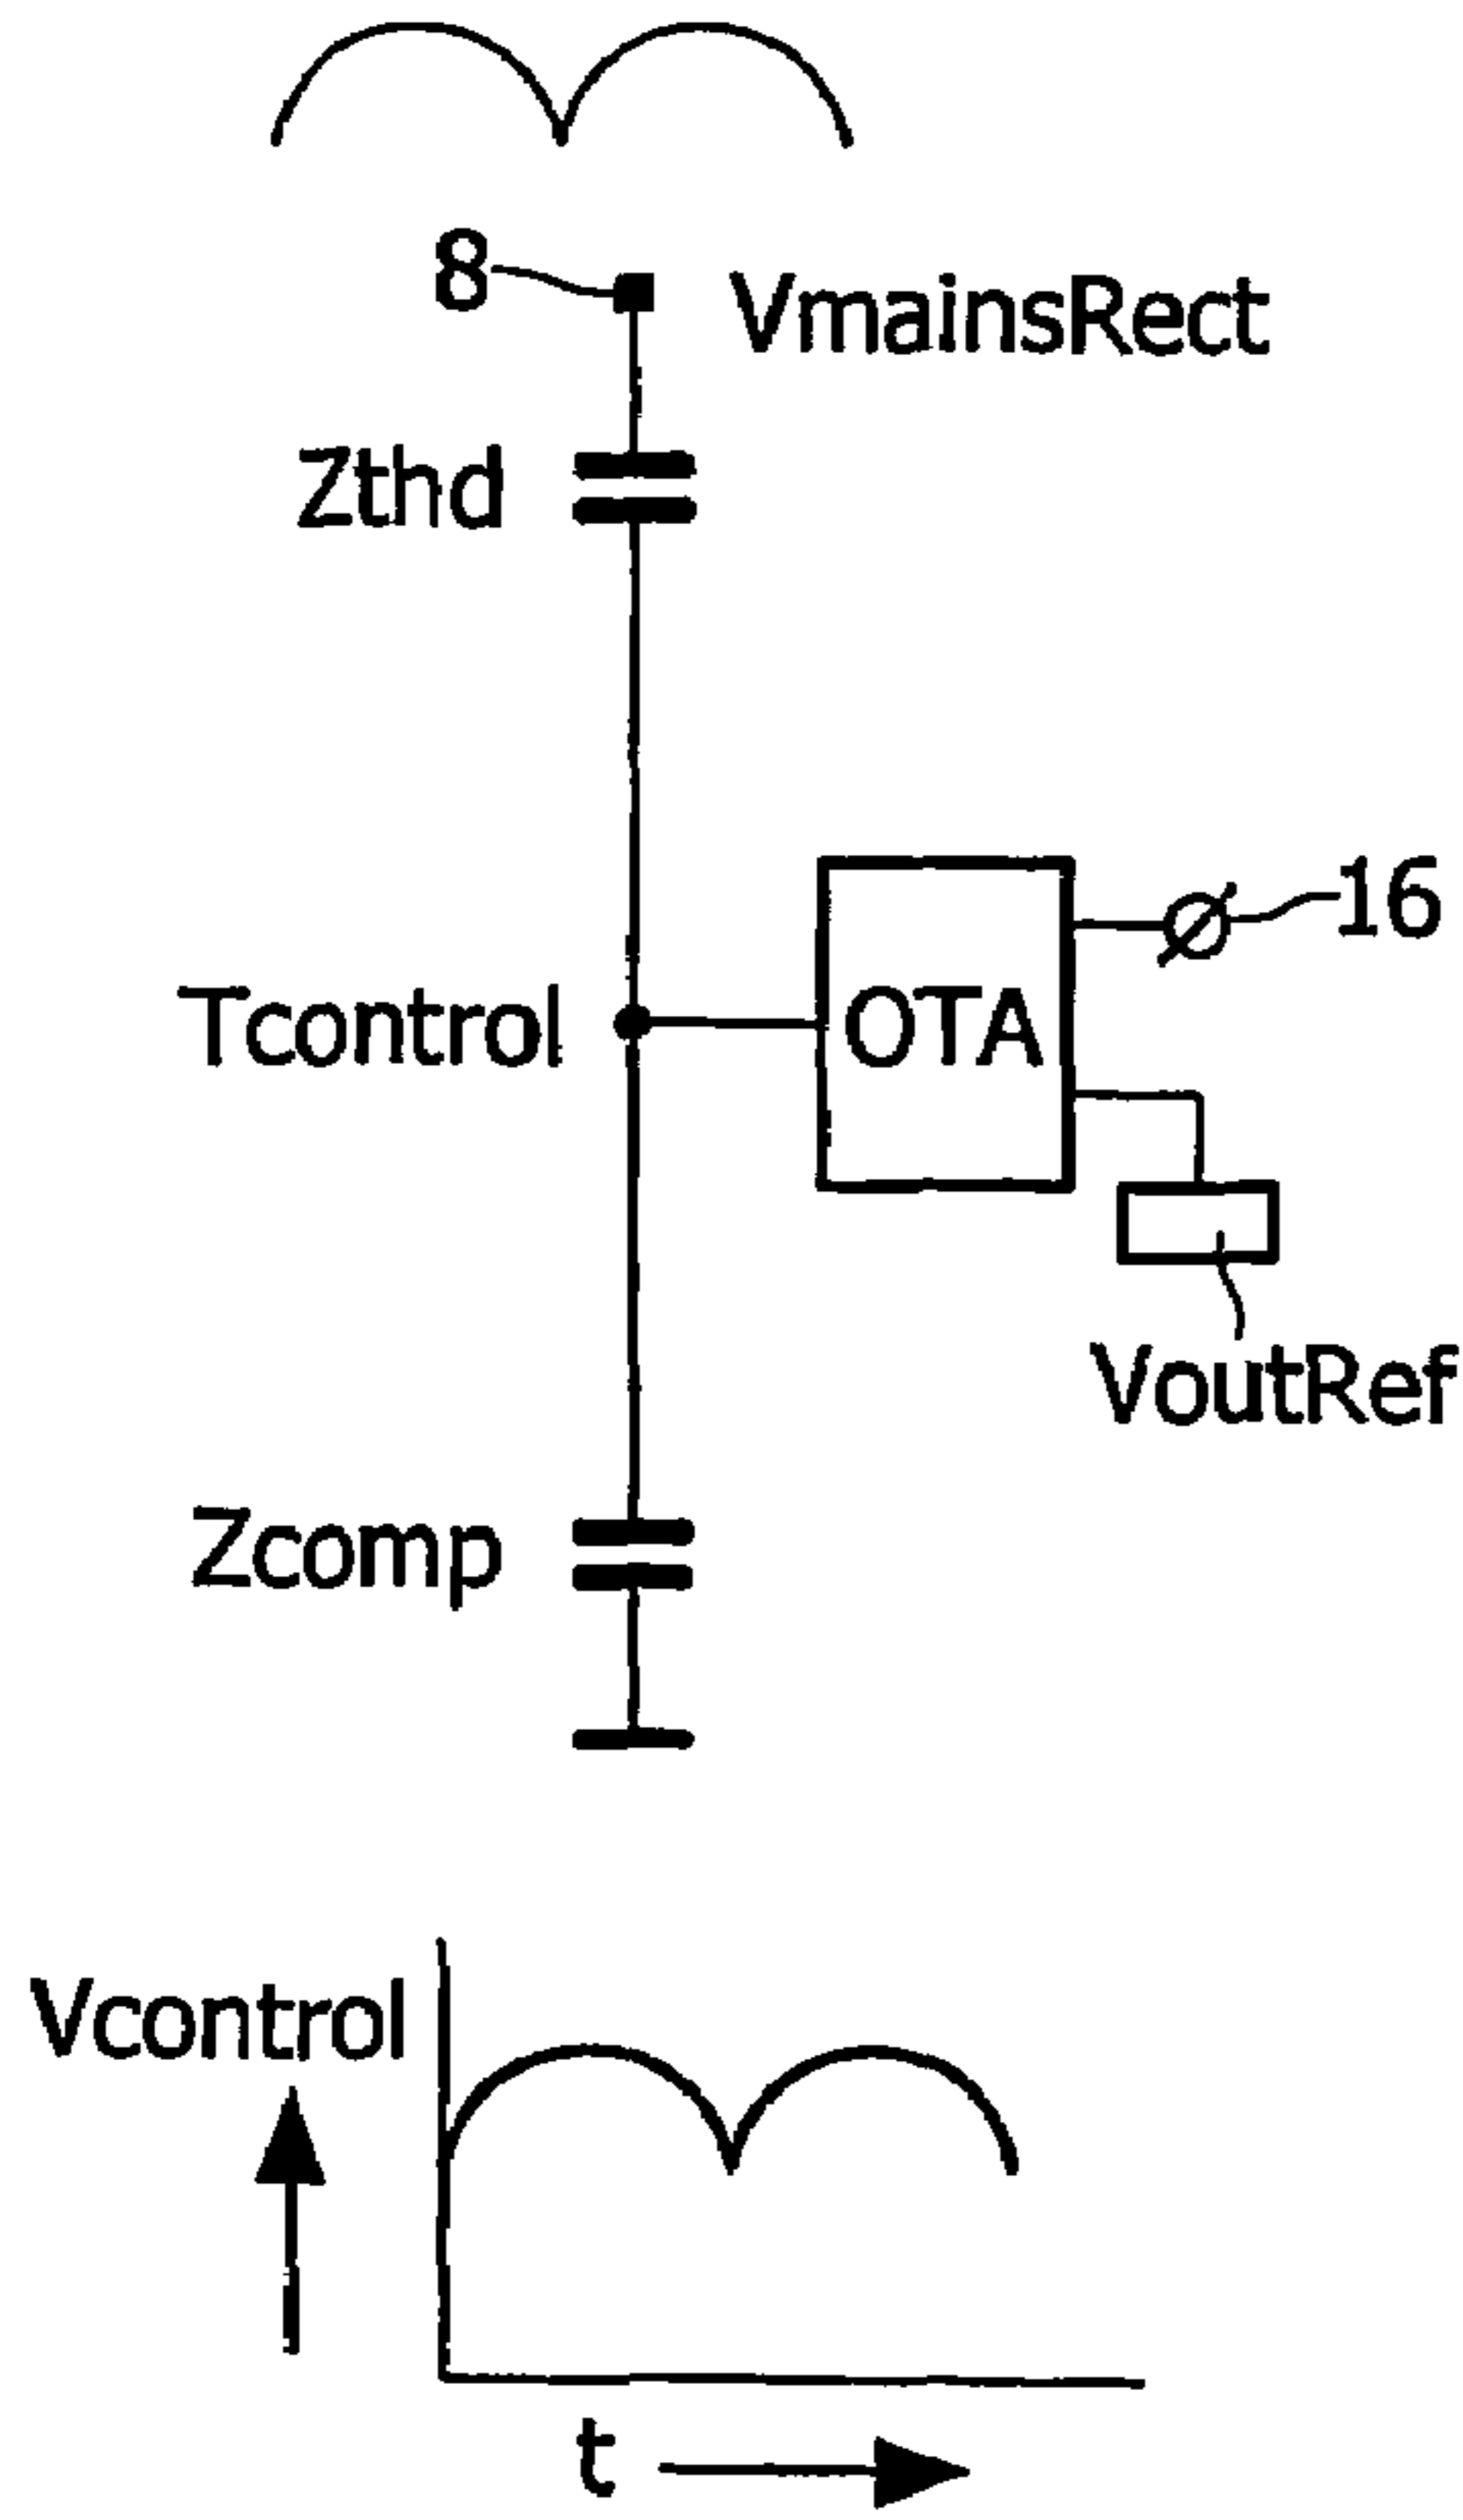 8
VmainsRect
Zthd
16
Tcontrol
OTA
VoutRef
Zcomp
Vcontrol
t